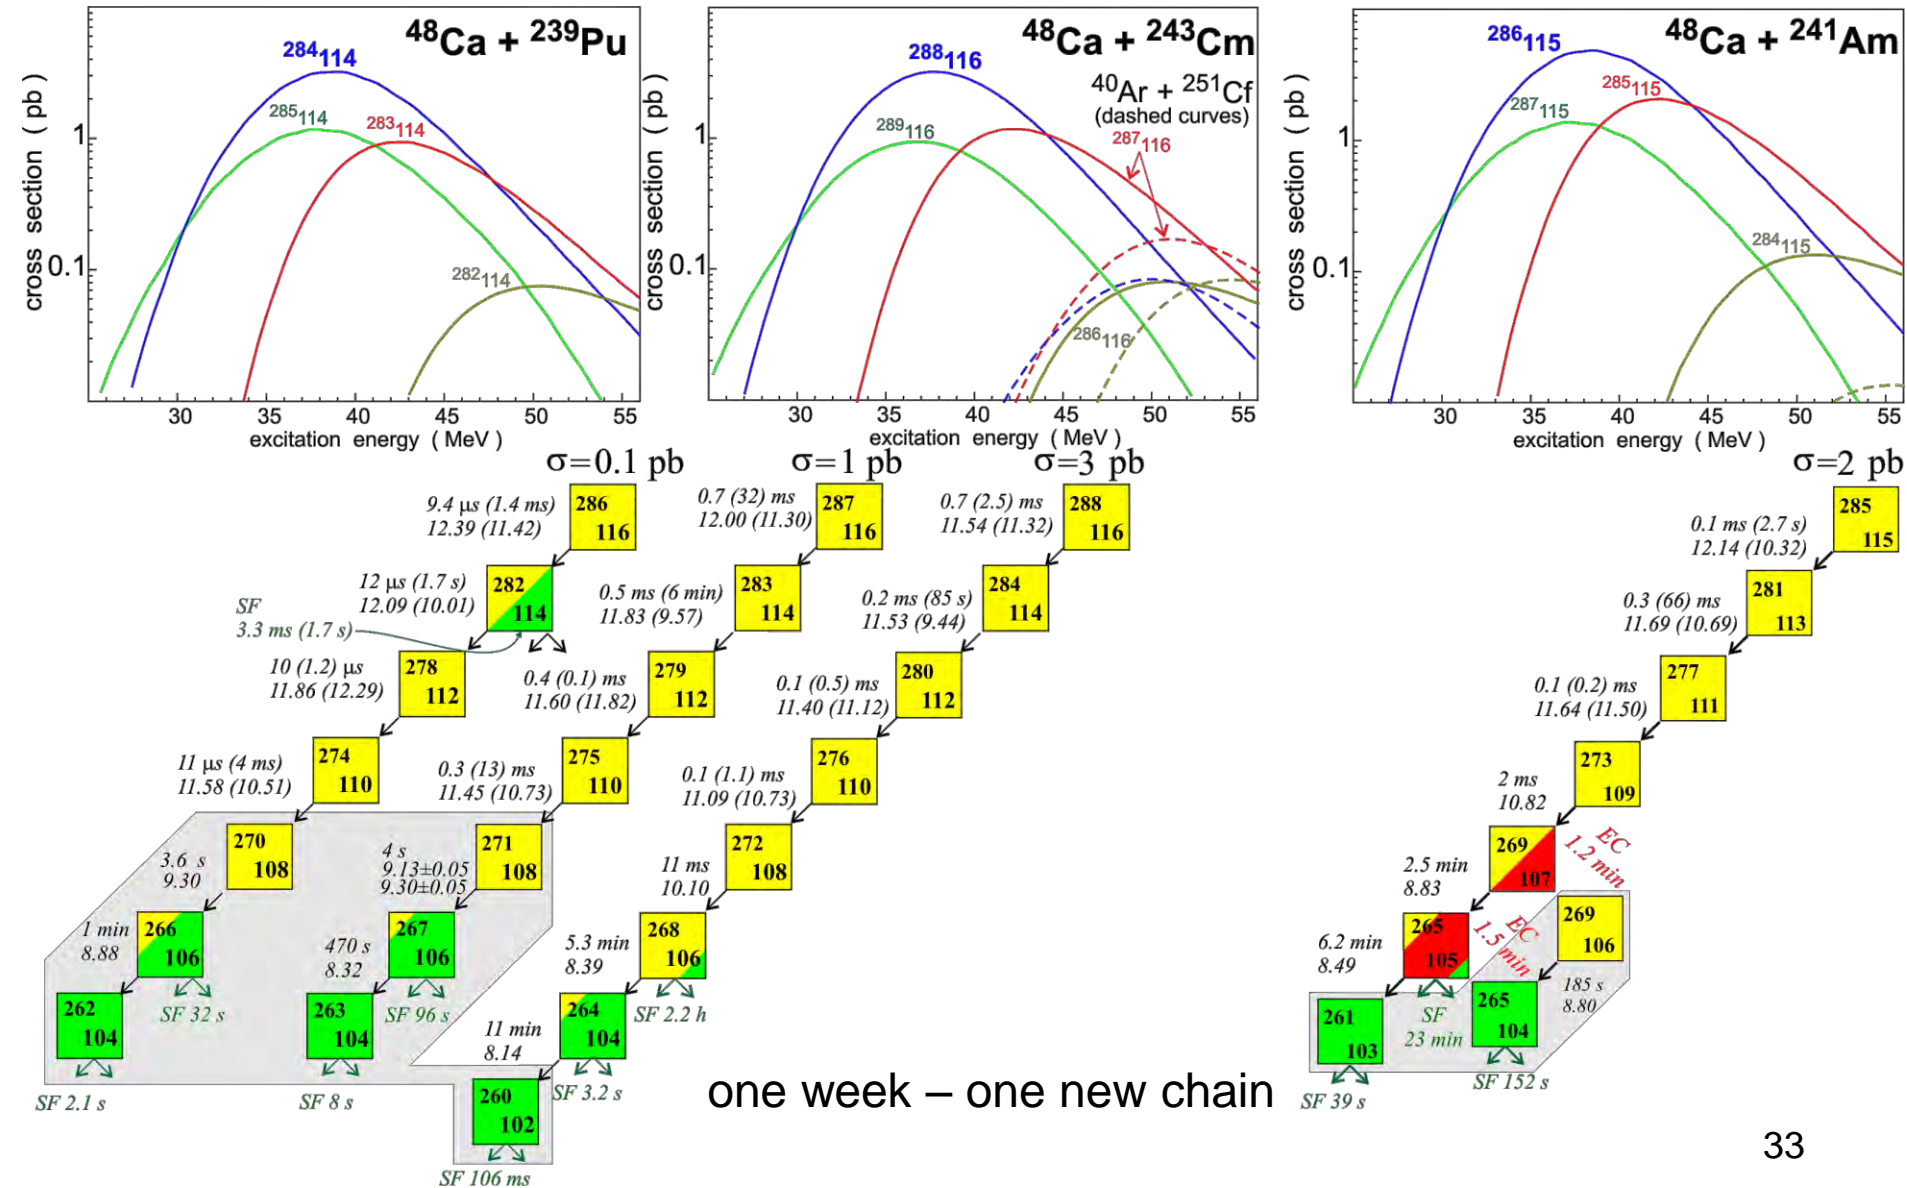 48Ca + 239Pu
284114
285114
283114
282114
cross section ( pb )
1
0.1
30 35 40 45 50 55
excitation energy ( MeV )
48Ca + 243Cm
40Ar + 251Cf
(dashed curves)
288116
289116
287116
286116
cross section ( pb )
1
0.1
30 35 40 45 50 55
excitation energy ( MeV )
48Ca + 241Am
286115
285115
287115
284115
cross section ( pb )
1
0.1
30 35 40 45 50 55
excitation energy ( MeV )
σ=0.1 pb
9.4 μs (1.4 ms)
12.39 (11.42)
286
116
12 μs (1.7 s)
12.09 (10.01)
282
114
SF
3.3 ms (1.7 s)
10 (1.2) μs
11.86 (12.29)
278
112
11 μs (4 ms)
11.58 (10.51)
274
110
3.6 s
9.30
270
108
1 min
8.88
266
106
SF 32 s
262
104
SF 2.1 s
σ=1 pb
0.7 (32) ms
12.00 (11.30)
287
116
0.5 ms (6 min)
11.83 (9.57)
283
114
0.4 (0.1) ms
11.60 (11.82)
279
112
0.3 (13) ms
11.45 (10.73)
275
110
4 s
9.13±0.05
9.30±0.05
271
108
470 s
8.32
267
106
SF 96 s
263
104
SF 8 s
σ=3 pb
0.7 (2.5) ms
11.54 (11.32)
288
116
0.2 ms (85 s)
11.53 (9.44)
284
114
0.1 (0.5) ms
11.40 (11.12)
280
112
0.1 (1.1) ms
11.09 (10.73)
276
110
11 ms
10.10
272
108
5.3 min
8.39
268
106
SF 2.2 h
11 min
8.14
264
104
SF 3.2 s
260
102
SF 106 ms
σ=2 pb
0.1 ms (2.7 s)
12.14 (10.32)
285
115
0.3 (66) ms
11.69 (10.69)
281
113
0.1 (0.2) ms
11.64 (11.50)
277
111
2 ms
10.82
273
109
2.5 min
8.83
269
107
EC
1.2 min
6.2 min
8.49
265
105
EC
1.5 min
SF
23 min
269
106
185 s
8.80
265
104
SF 152 s
261
103
SF 39 s
one week – one new chain
33